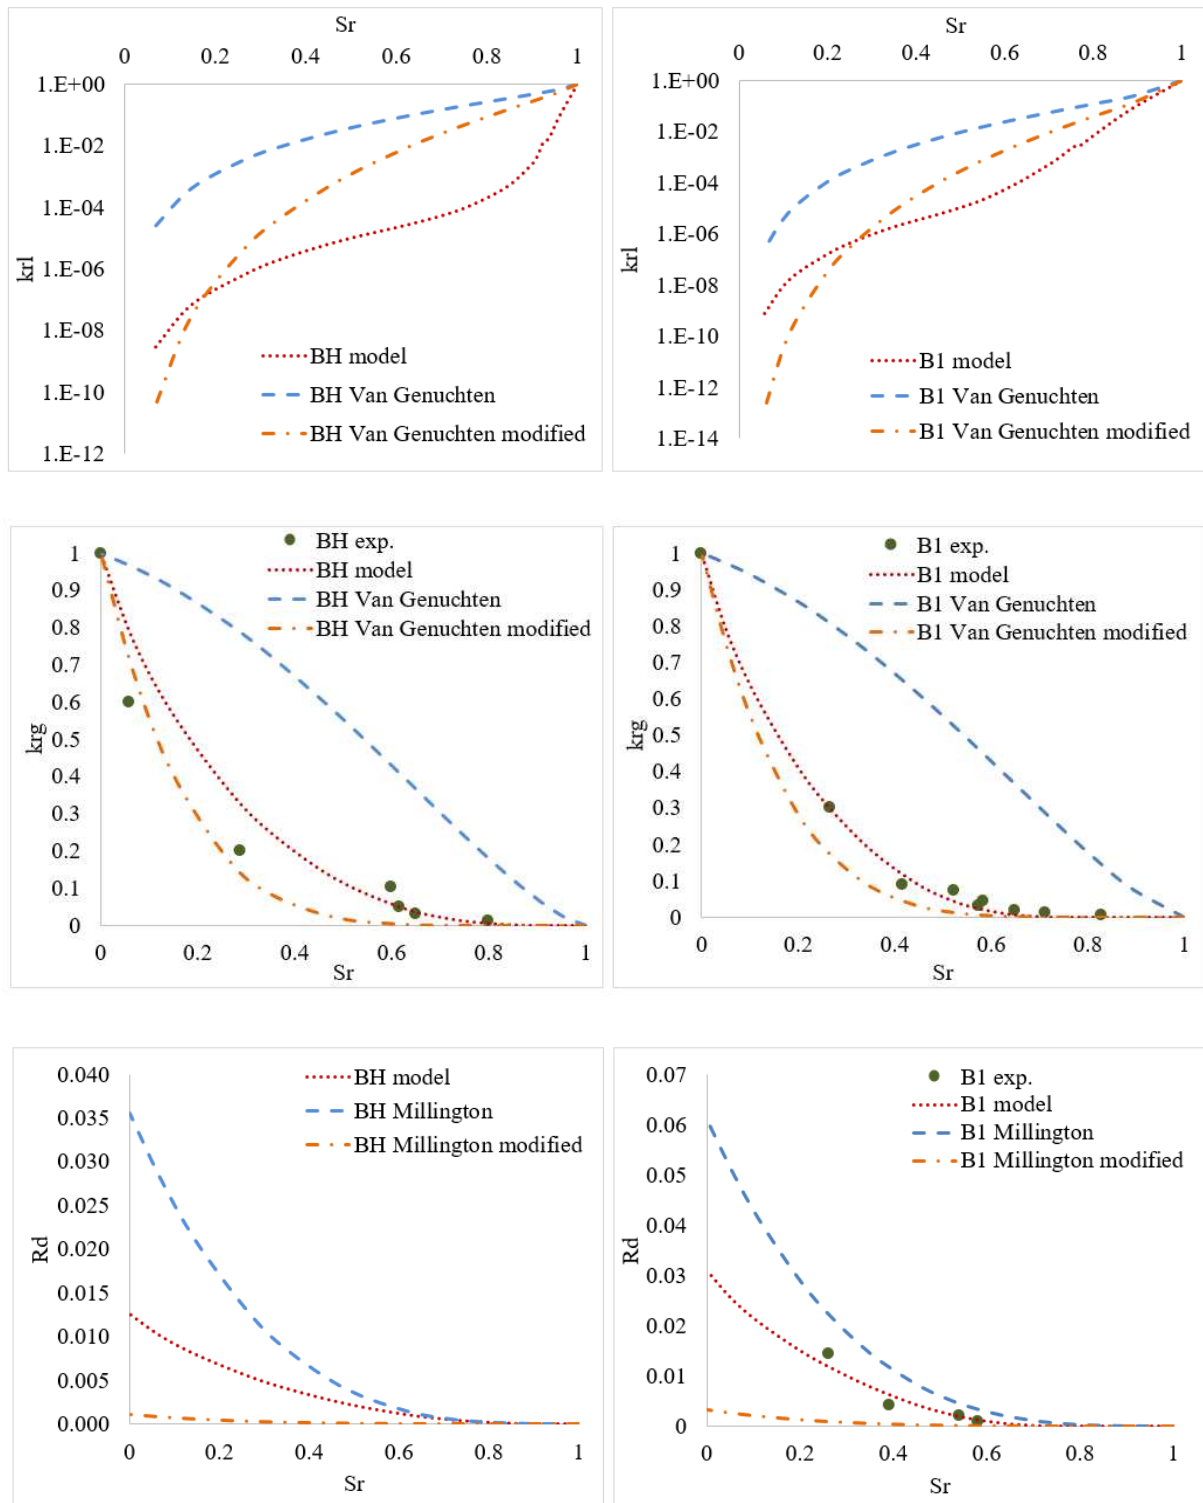 Sr
0 0.2 0.4 0.6 0.8 1
1.E+00
1.E-02
1.E-04
1.E-06
1.E-08
1.E-10
1.E-12
krl
BH model
BH Van Genuchten
BH Van Genuchten modified
Sr
0 0.2 0.4 0.6 0.8 1
1.E+00
1.E-02
1.E-04
1.E-06
1.E-08
1.E-10
1.E-12
1.E-14
krl
B1 model
B1 Van Genuchten
B1 Van Genuchten modified
BH exp.
BH model
BH Van Genuchten
BH Van Genuchten modified
1
0.9
0.8
0.7
0.6
0.5
0.4
0.3
0.2
0.1
0
krg
0 0.2 0.4 0.6 0.8 1
Sr
B1 exp.
B1 model
B1 Van Genuchten
B1 Van Genuchten modified
1
0.9
0.8
0.7
0.6
0.5
0.4
0.3
0.2
0.1
0
krg
0 0.2 0.4 0.6 0.8 1
Sr
BH model
BH Millington
BH Millington modified
0.040
0.035
0.030
0.025
0.020
0.015
0.010
0.005
0.000
Rd
0 0.2 0.4 0.6 0.8 1
Sr
B1 exp.
B1 model
B1 Millington
B1 Millington modified
0.07
0.06
0.05
0.04
0.03
0.02
0.01
0
Rd
0 0.2 0.4 0.6 0.8 1
Sr